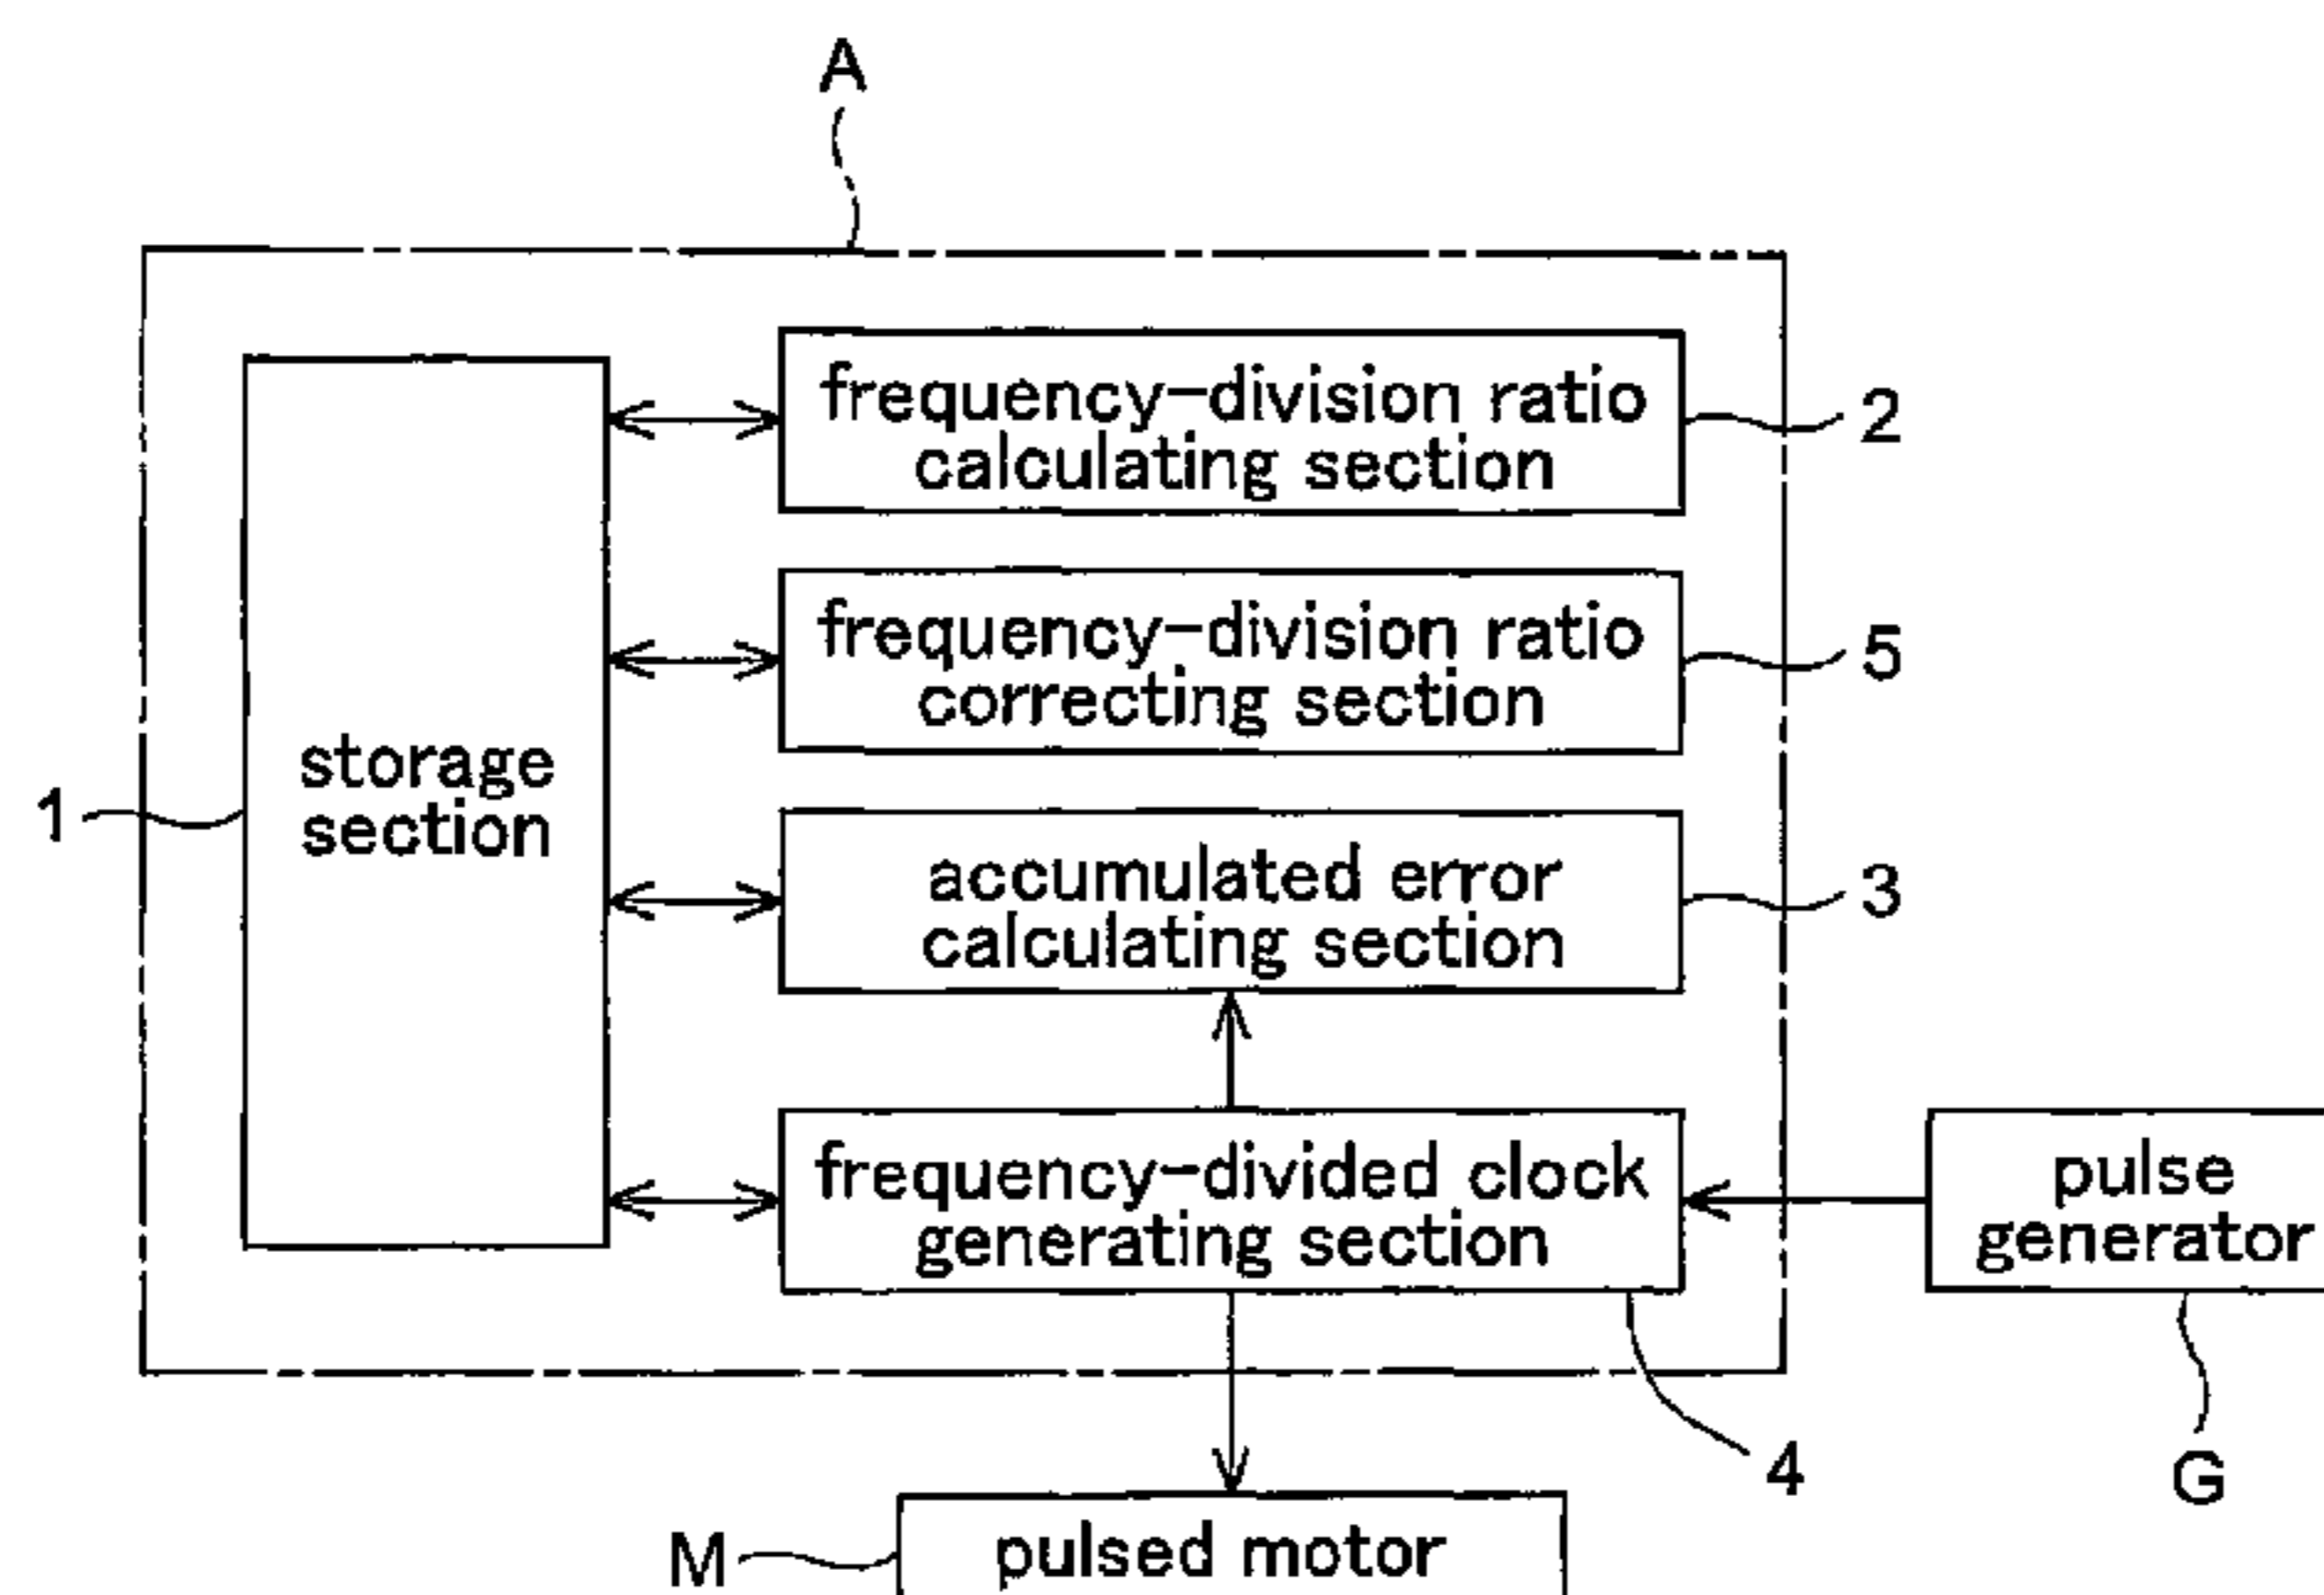 A
frequency-division ratio
calculating section
2
frequency-division ratio
correcting section
5
storage
section
1
accumulated error
calculating section
3
frequency-divided clock
generating section
pulse
generator
4
G
M
pulsed motor